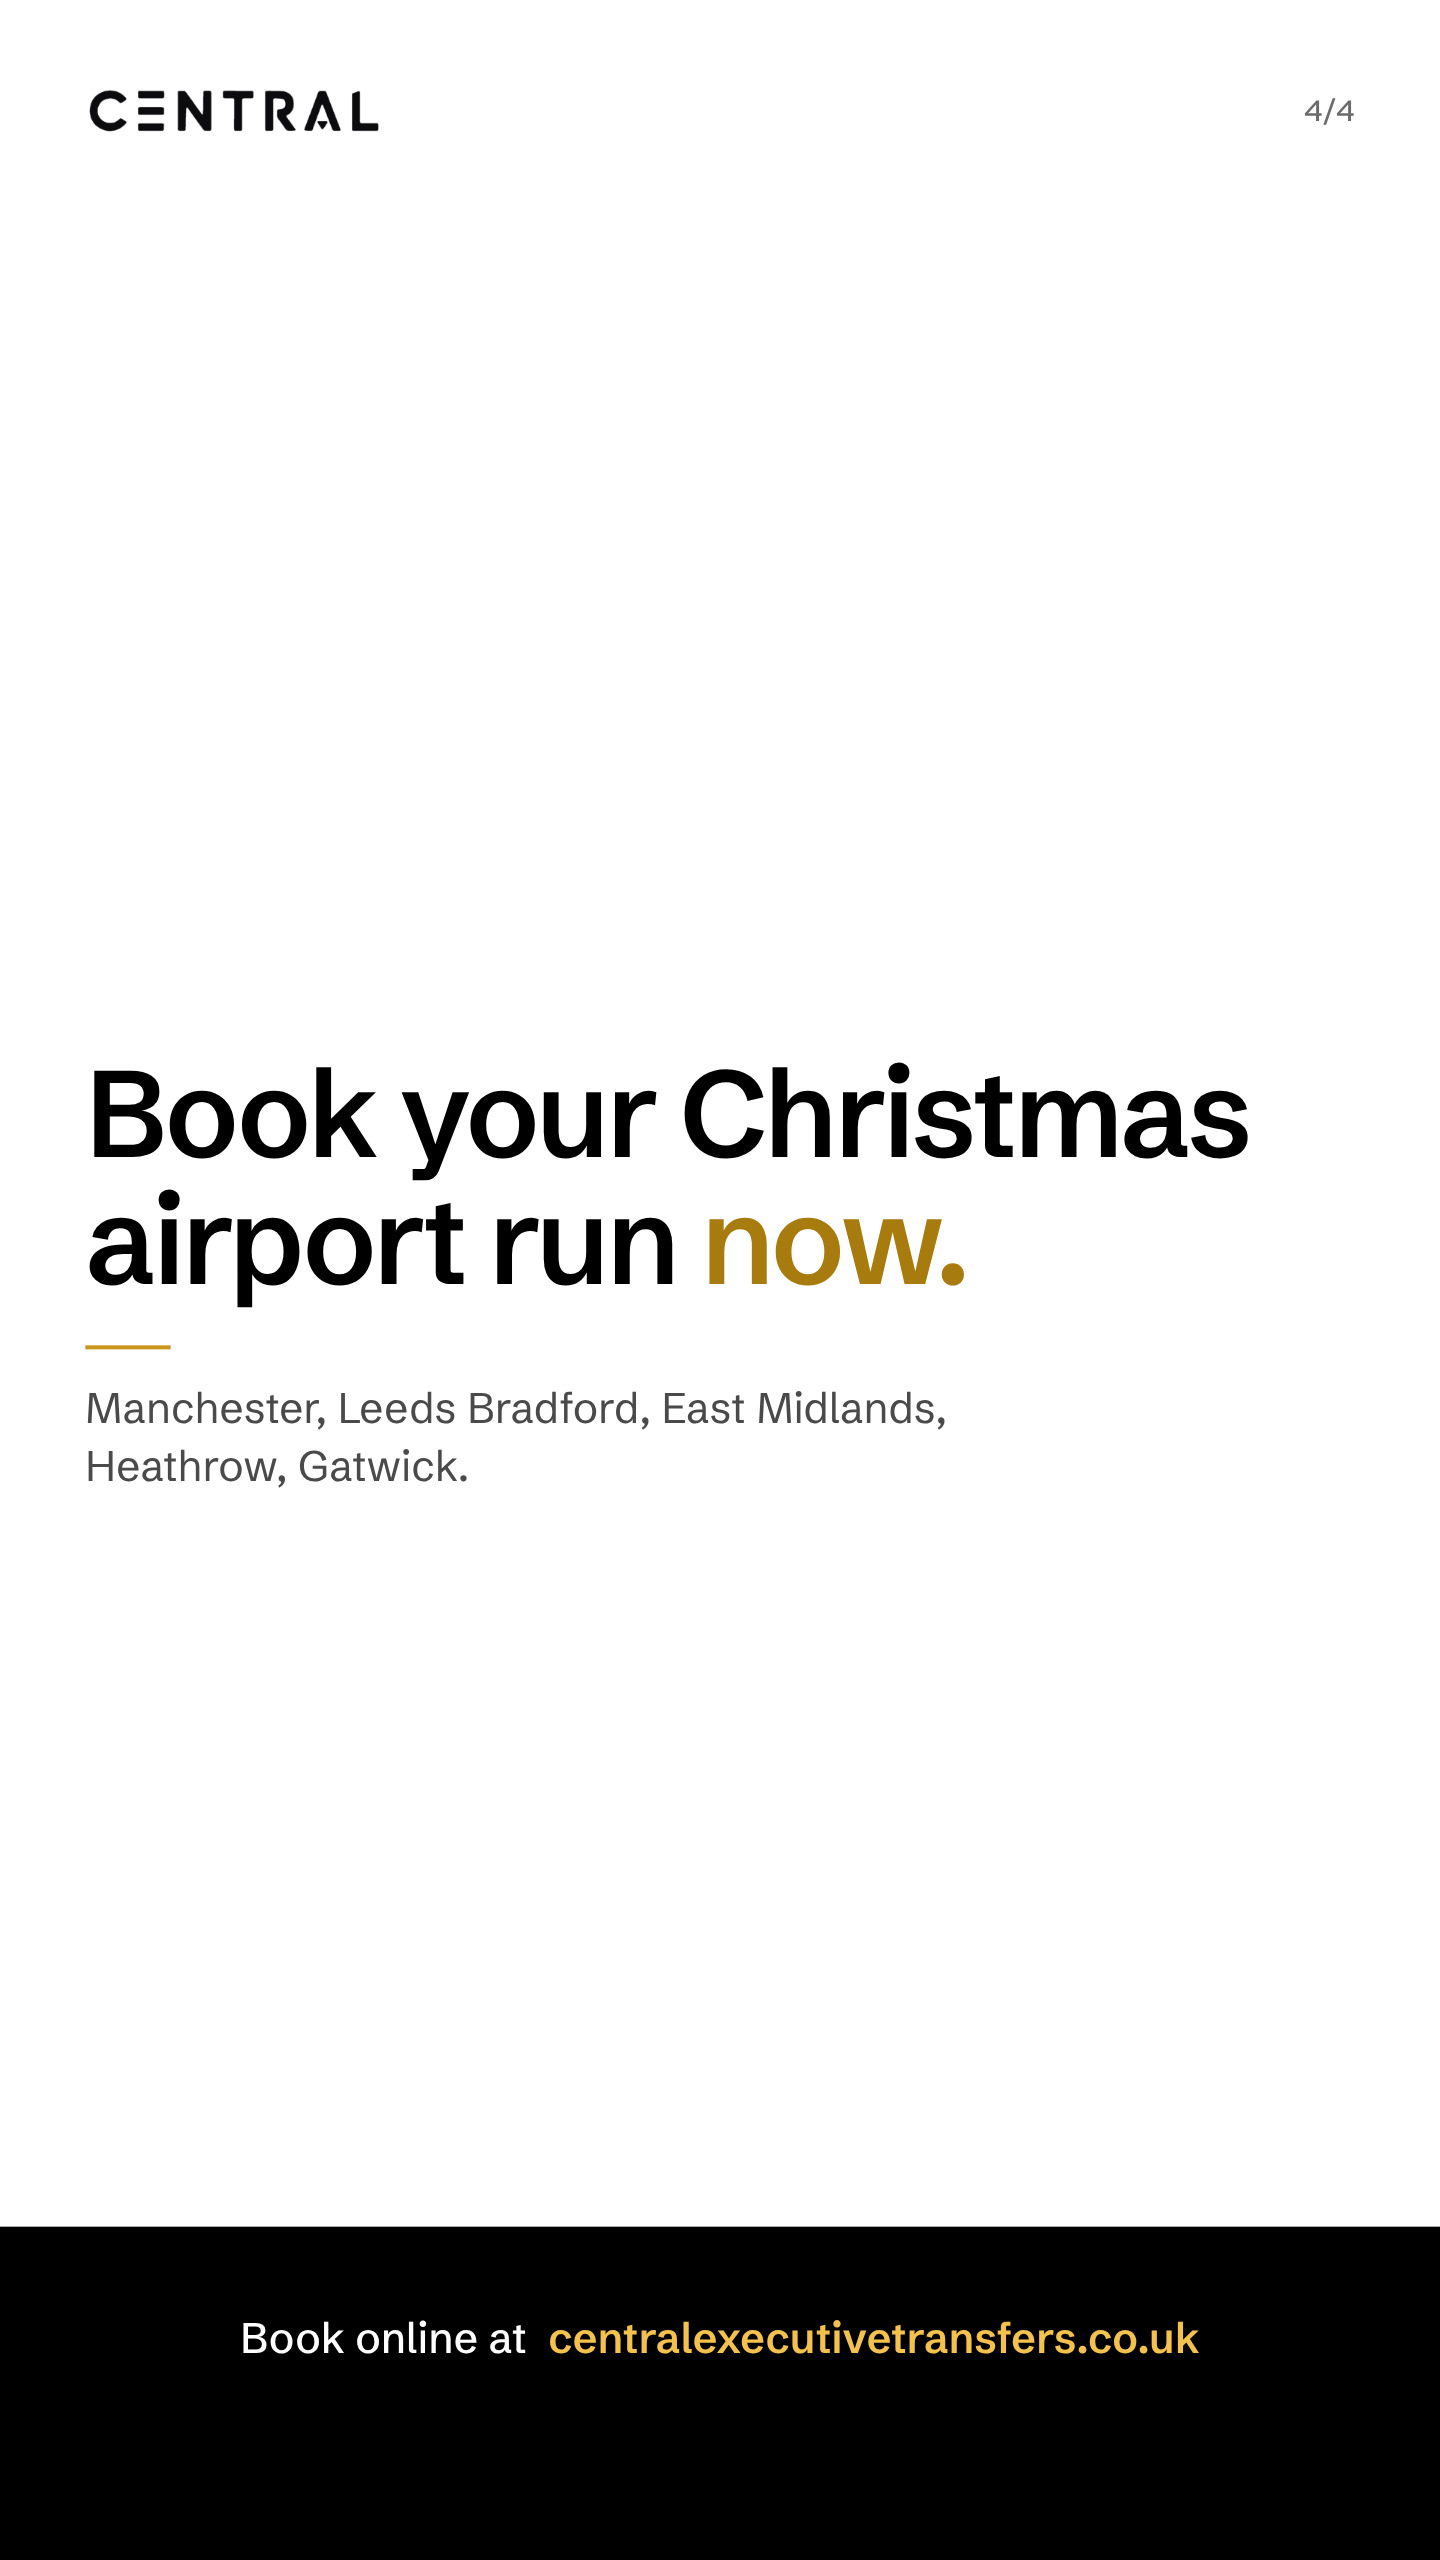 CENTRAL
4/4
Book your Christmas
airport run now.
Manchester, Leeds Bradford, East Midlands,
Heathrow, Gatwick.
Book online at centralexecutivetransfers.co.uk